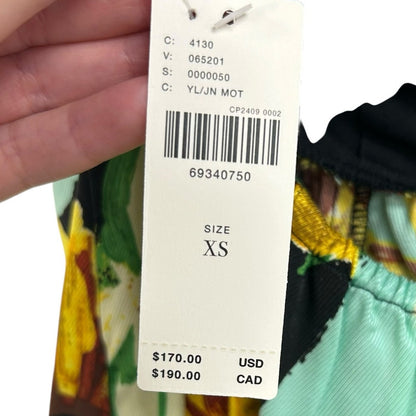 C: 4130
V: 065201
S: 0000050
C: YL/JN MOT
CP2409 0002
69340750
SIZE
XS
$170.00 USD
$190.00 CAD